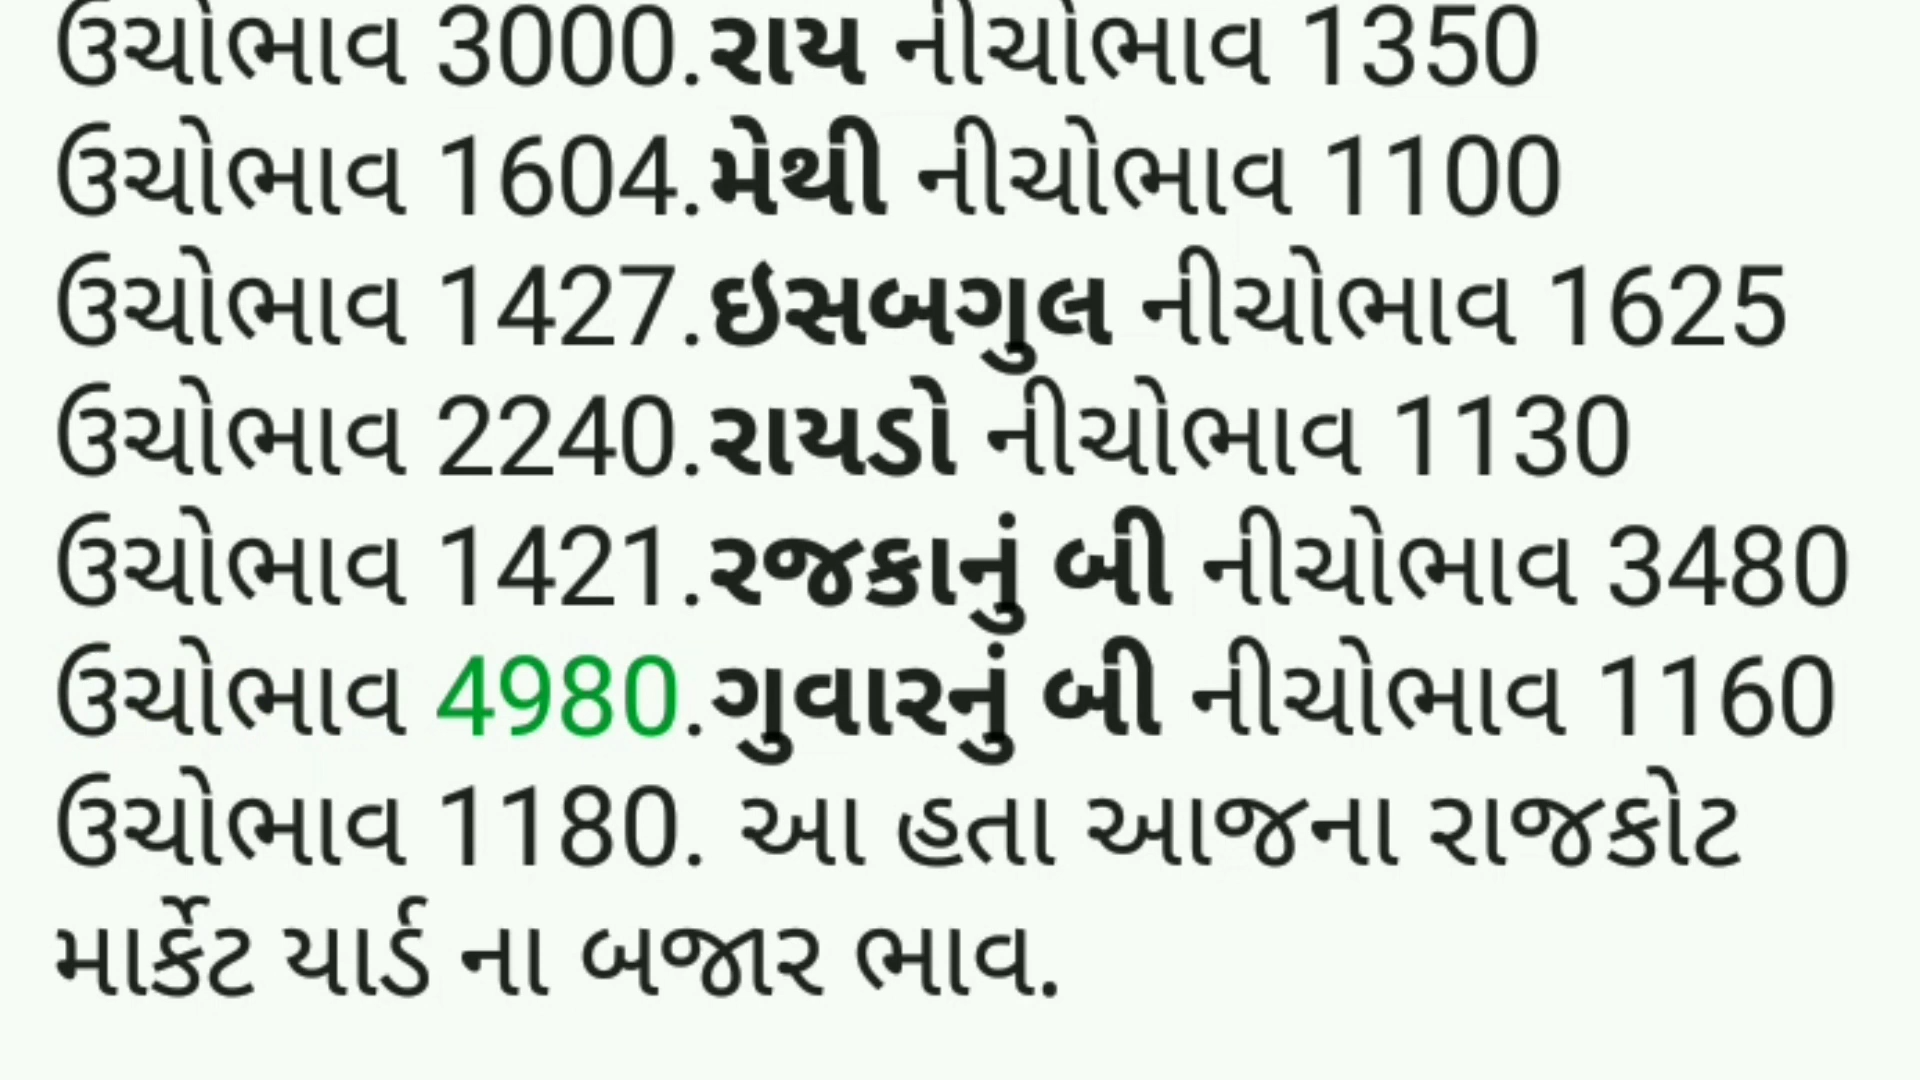 ઉચોભાવ 3000.રાય નીચોભાવ 1350
ઉચોભાવ 1604.મેથી નીચોભાવ 1100
ઉચોભાવ 1427.ઇસબગુલ નીચોભાવ 1625
ઉચોભાવ 2240.રાયડો નીચોભાવ 1130
ઉચોભાવ 1421.રજકાનું બી નીચોભાવ 3480
ઉચોભાવ 4980.ગુવારનું બી નીચોભાવ 1160
ઉચોભાવ 1180. આ હતા આજના રાજકોટ
માર્કેટ યાર્ડ ના બજાર ભાવ.